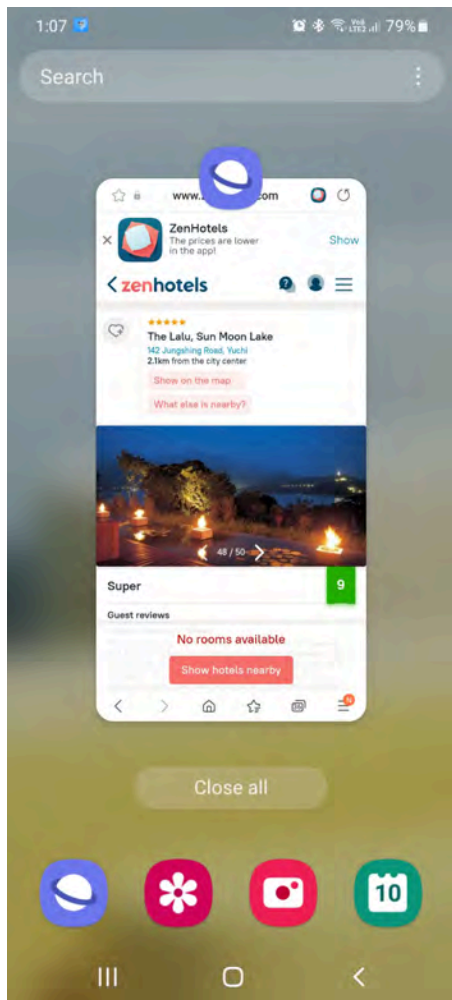 1:07
79%
Search
www.
om
ZenHotels
The prices are lower
in the app!
Show
zenhotels
The Lalu, Sun Moon Lake
142 Jungshing Road, Yuchi
2.1km from the city center
Show on the map
What else is nearby?
48 / 50
Super
9
Guest reviews
No rooms available
Show hotels nearby
N
Close all
10